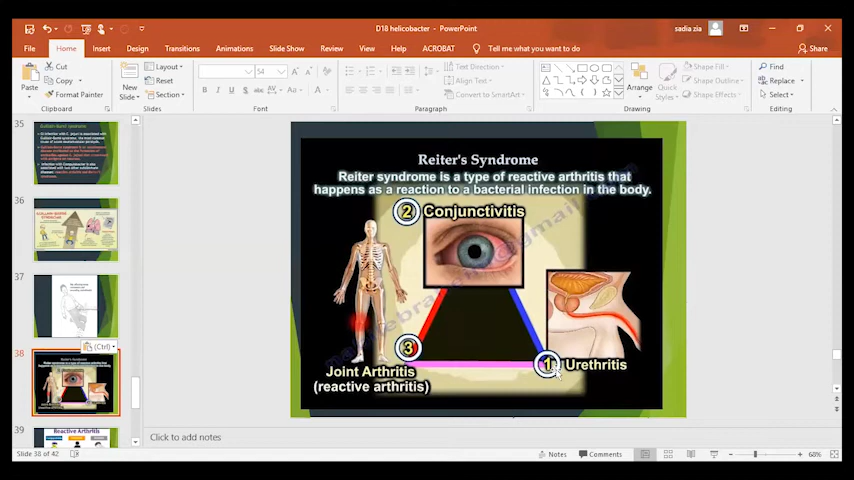 D18 helicobacter - PowerPoint
sadia zia
File Home Insert Design Transitions Animations Slide Show Review View Help ACROBAT Tell me what you want to do Share
Paste
Cut
Copy
Format Painter
Clipboard
New
Slide
Layout
Reset
Section
Slides
54
B I U S
Font
Text Direction
Align Text
Convert to SmartArt
Paragraph
Arrange
Quick
Styles
Shape Fill
Shape Outline
Shape Effects
Drawing
Find
Replace
Select
Editing
35
36
37
38
39
(Ctrl)
Reactive Arthritis
Reiter's Syndrome
Reiter syndrome is a type of reactive arthritis that
happens as a reaction to a bacterial infection in the body.
2 Conjunctivitis
3
Joint Arthritis
(reactive arthritis)
1 Urethritis
Click to add notes
Slide 38 of 42
Notes
Comments
68%